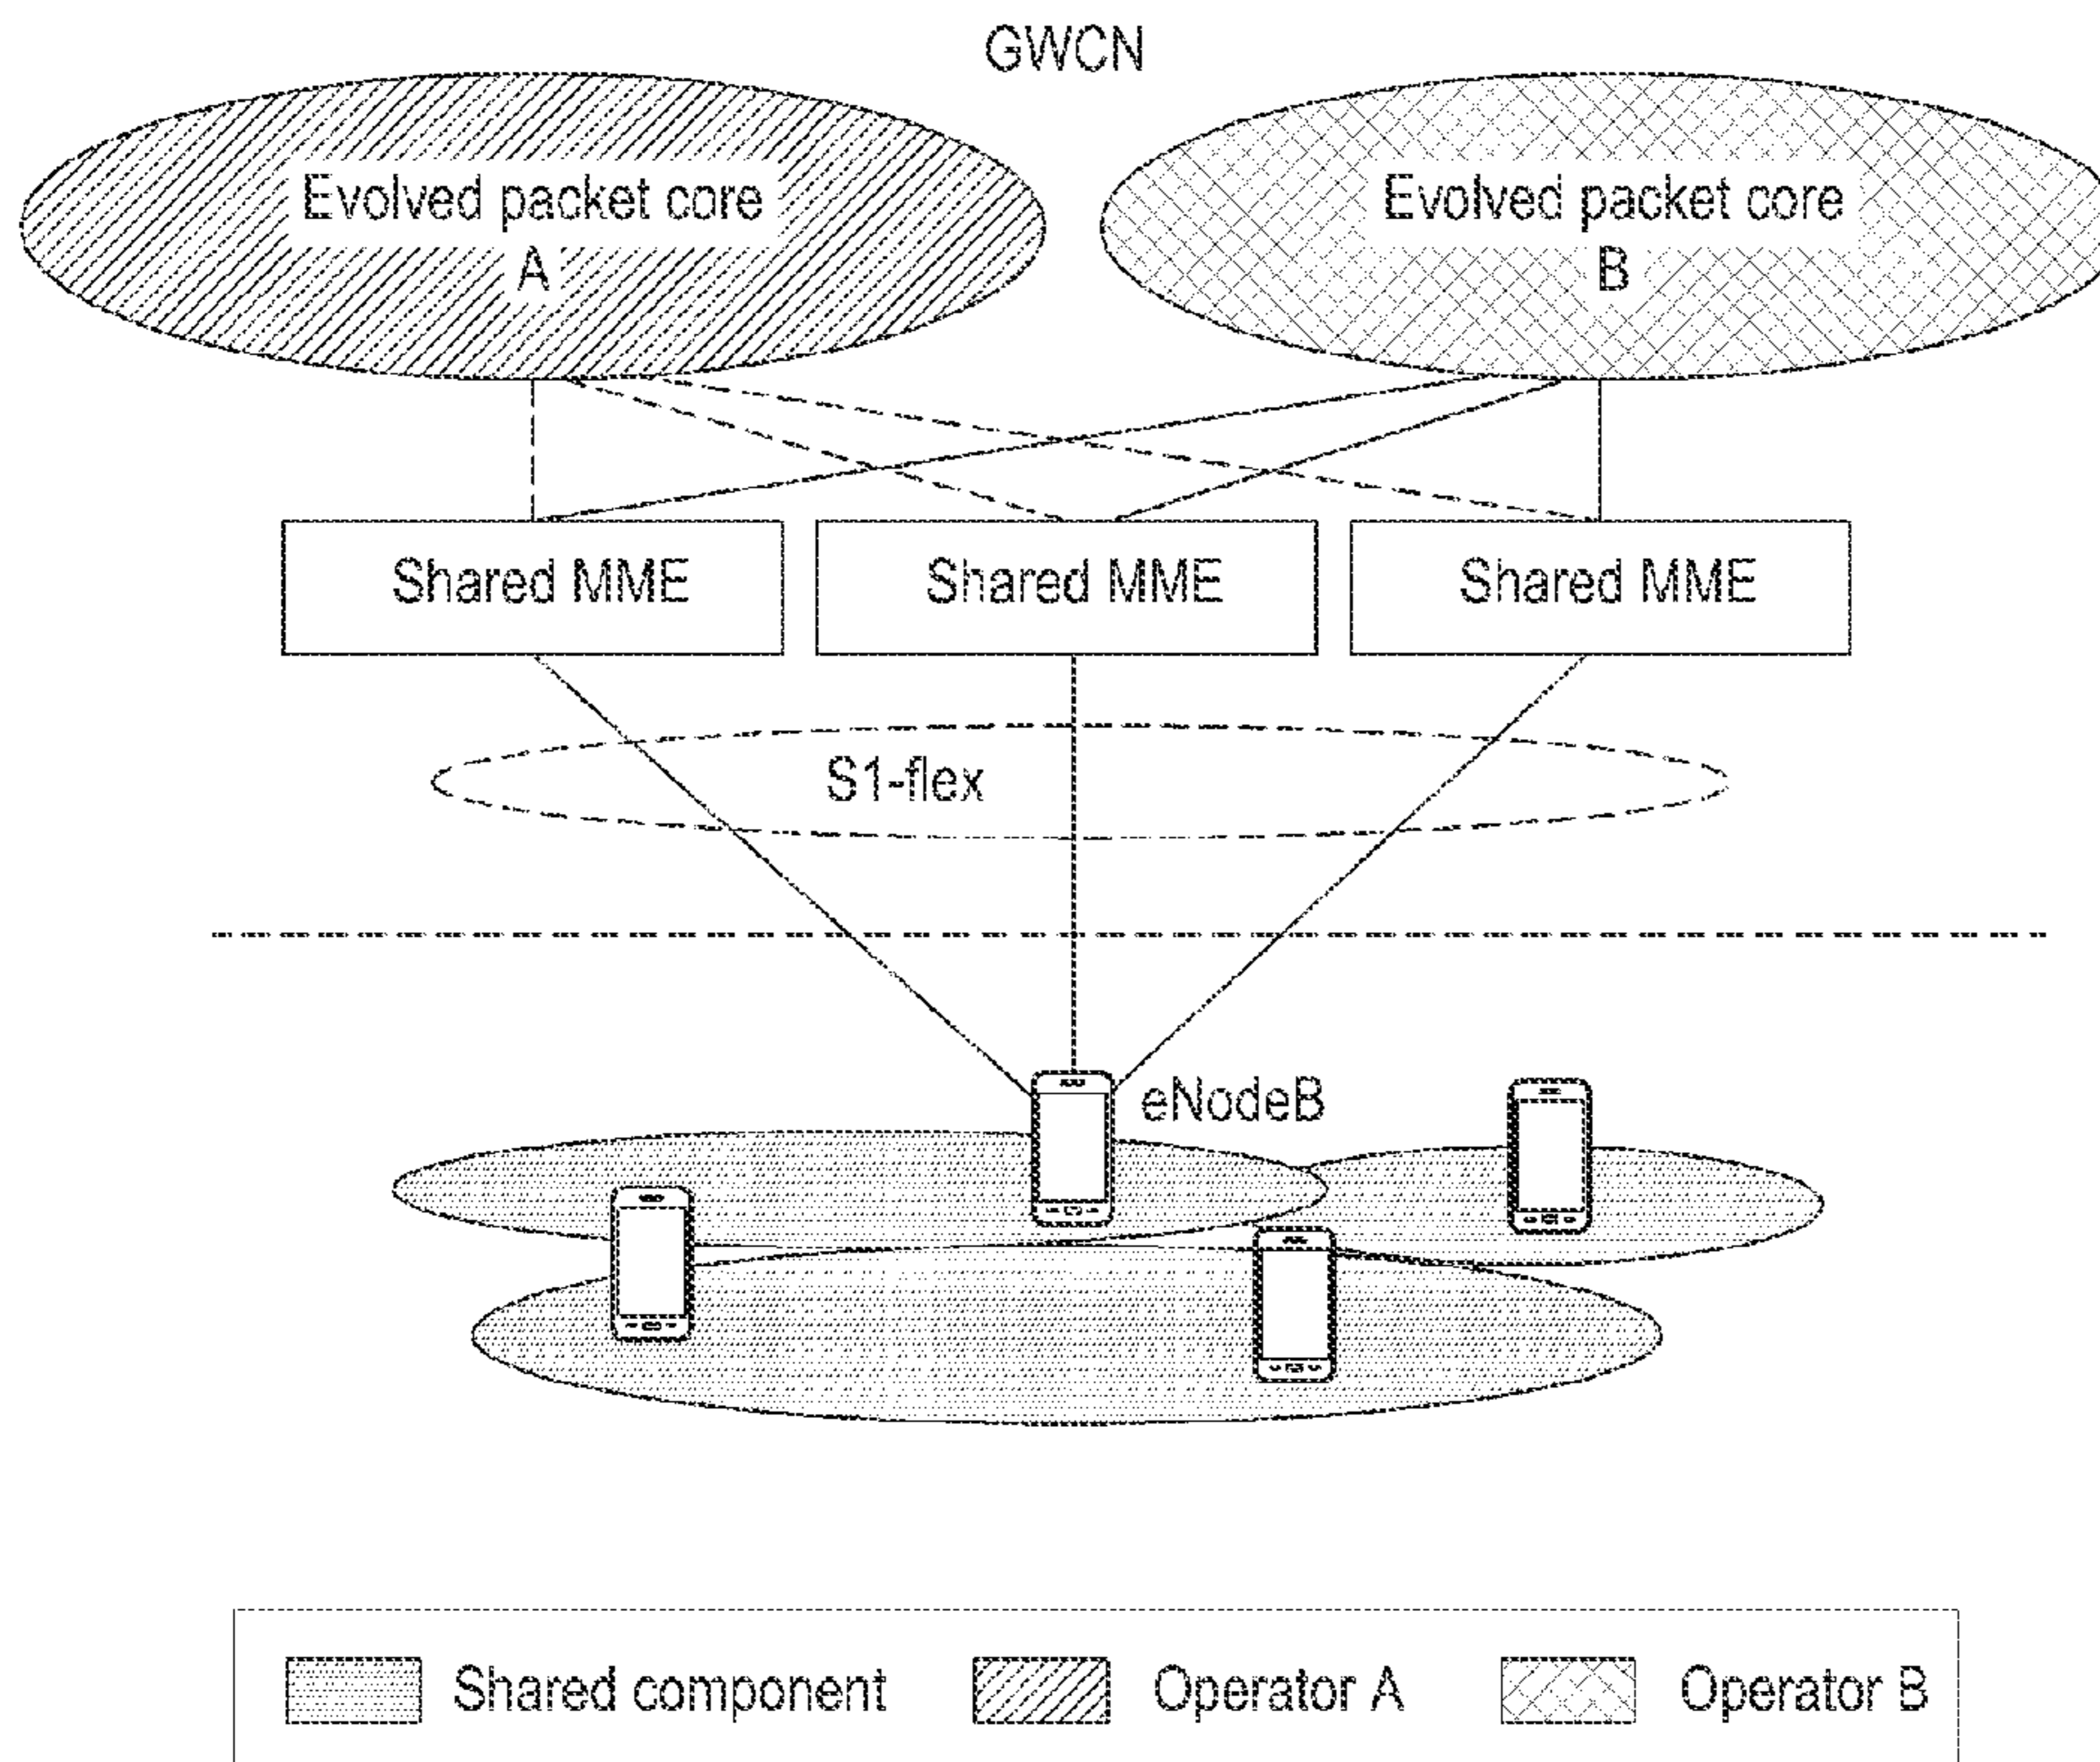 GWCN
Evolved packet core
A
Evolved packet core
B
Shared MME
Shared MME
Shared MME
S1-flex
eNodeB
Shared component
Operator A
Operator B